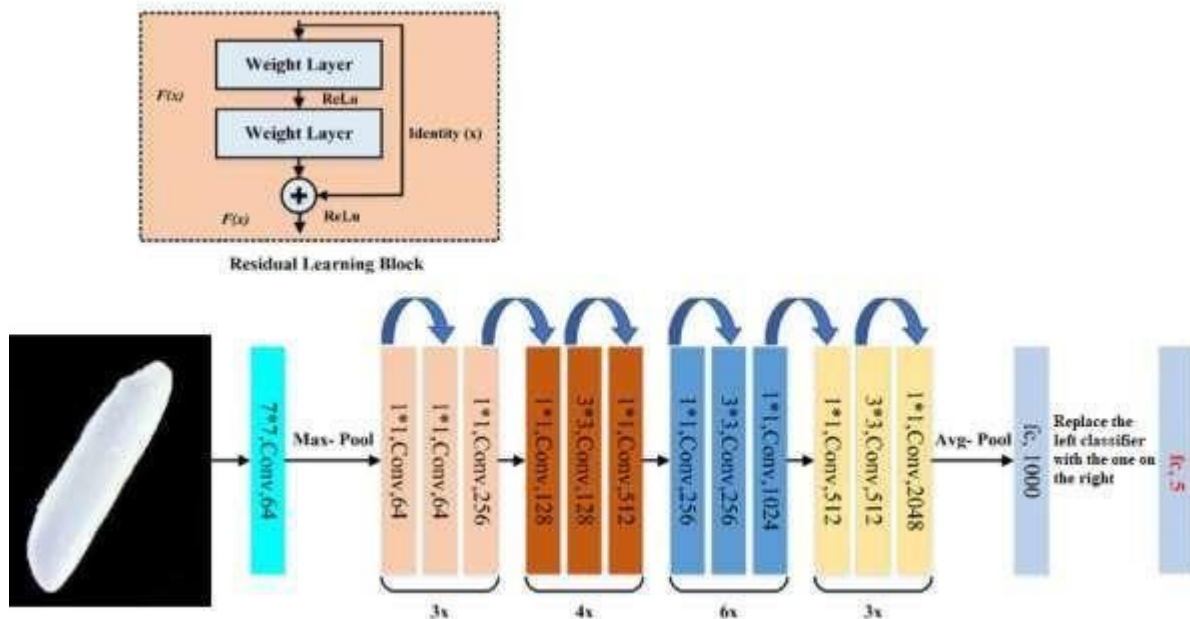 Weight Layer
F(x)
ReLu
Weight Layer
Identity (x)
F(x)
ReLu
Residual Learning Block
7*7,Conv,64
Max- Pool
1*1,Conv,64
1*1,Conv,64
1*1,Conv,256
1*1,Conv,128
3*3,Conv,128
1*1,Conv,512
1*1,Conv,256
3*3,Conv,256
1*1,Conv,1024
1*1,Conv,512
3*3,Conv,512
1*1,Conv,2048
Avg- Pool
fc, 1000
Replace the
left classifier
with the one on
the right
fc, 5
3x
4x
6x
3x